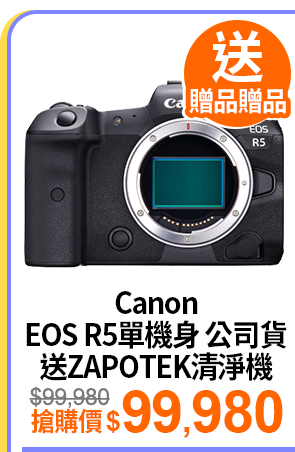 送
贈品贈品
Ca
EOS
R5
Canon
EOS R5單機身 公司貨
送ZAPOTEK清淨機
$99,980
搶購價$99,980